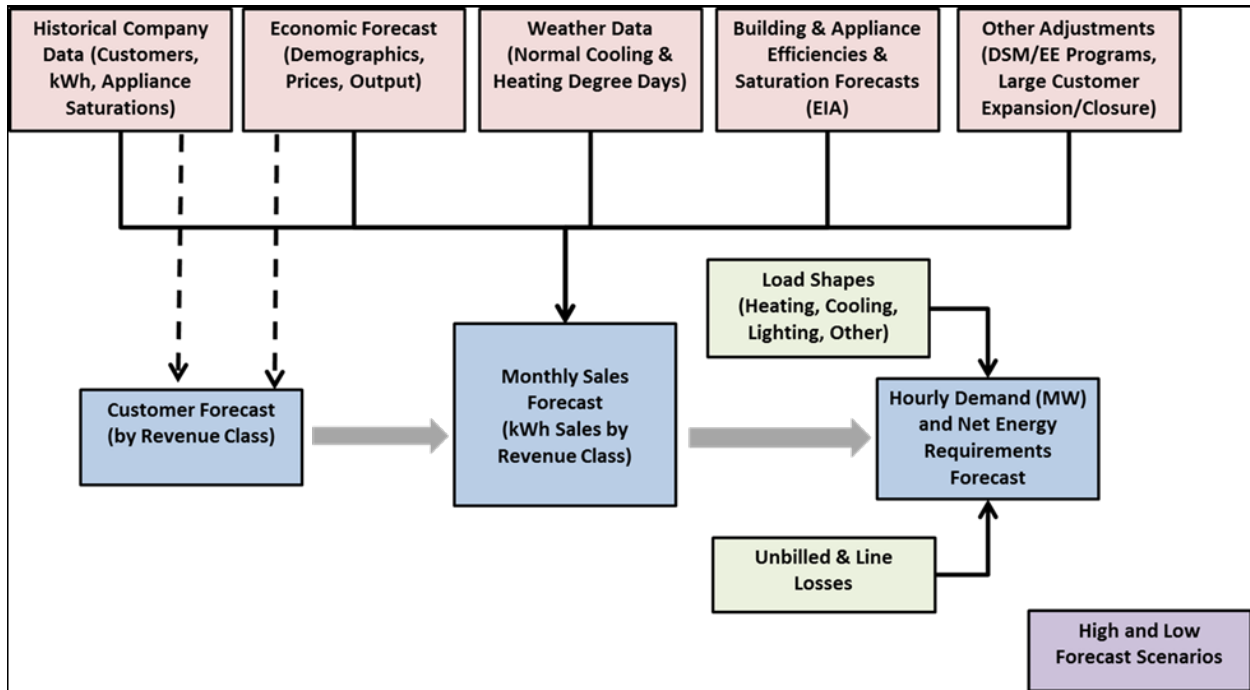 Historical Company
Data (Customers,
kWh, Appliance
Saturations)
Economic Forecast
(Demographics,
Prices, Output)
Weather Data
(Normal Cooling &
Heating Degree Days)
Building & Appliance
Efficiencies &
Saturation Forecasts
(EIA)
Other Adjustments
(DSM/EE Programs,
Large Customer
Expansion/Closure)
Load Shapes
(Heating, Cooling,
Lighting, Other)
Customer Forecast
(by Revenue Class)
Monthly Sales
Forecast
(kWh Sales by
Revenue Class)
Hourly Demand (MW)
and Net Energy
Requirements
Forecast
Unbilled & Line
Losses
High and Low
Forecast Scenarios